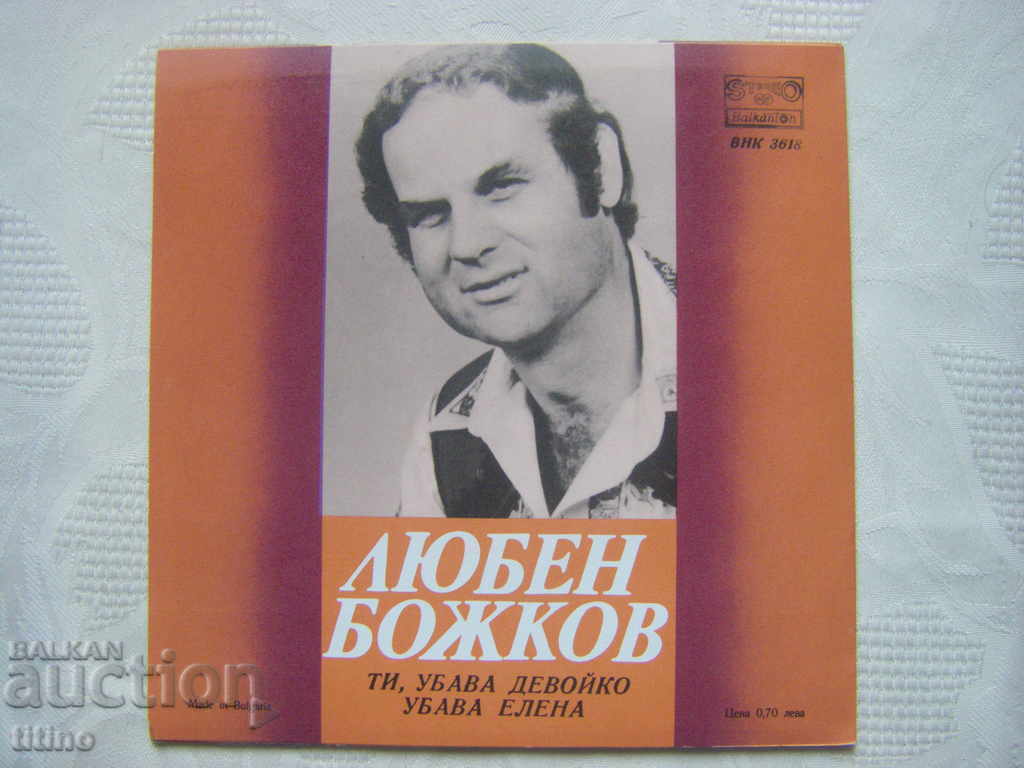 STEREO
Balkanton
ВНК 3618
ЛЮБЕН
БОЖКОВ
ТИ, УБАВА ДЕВОЙКО
УБАВА ЕЛЕНА
Made in Bulgaria
Цена 0,70 лева
BALKAN
auction
titino